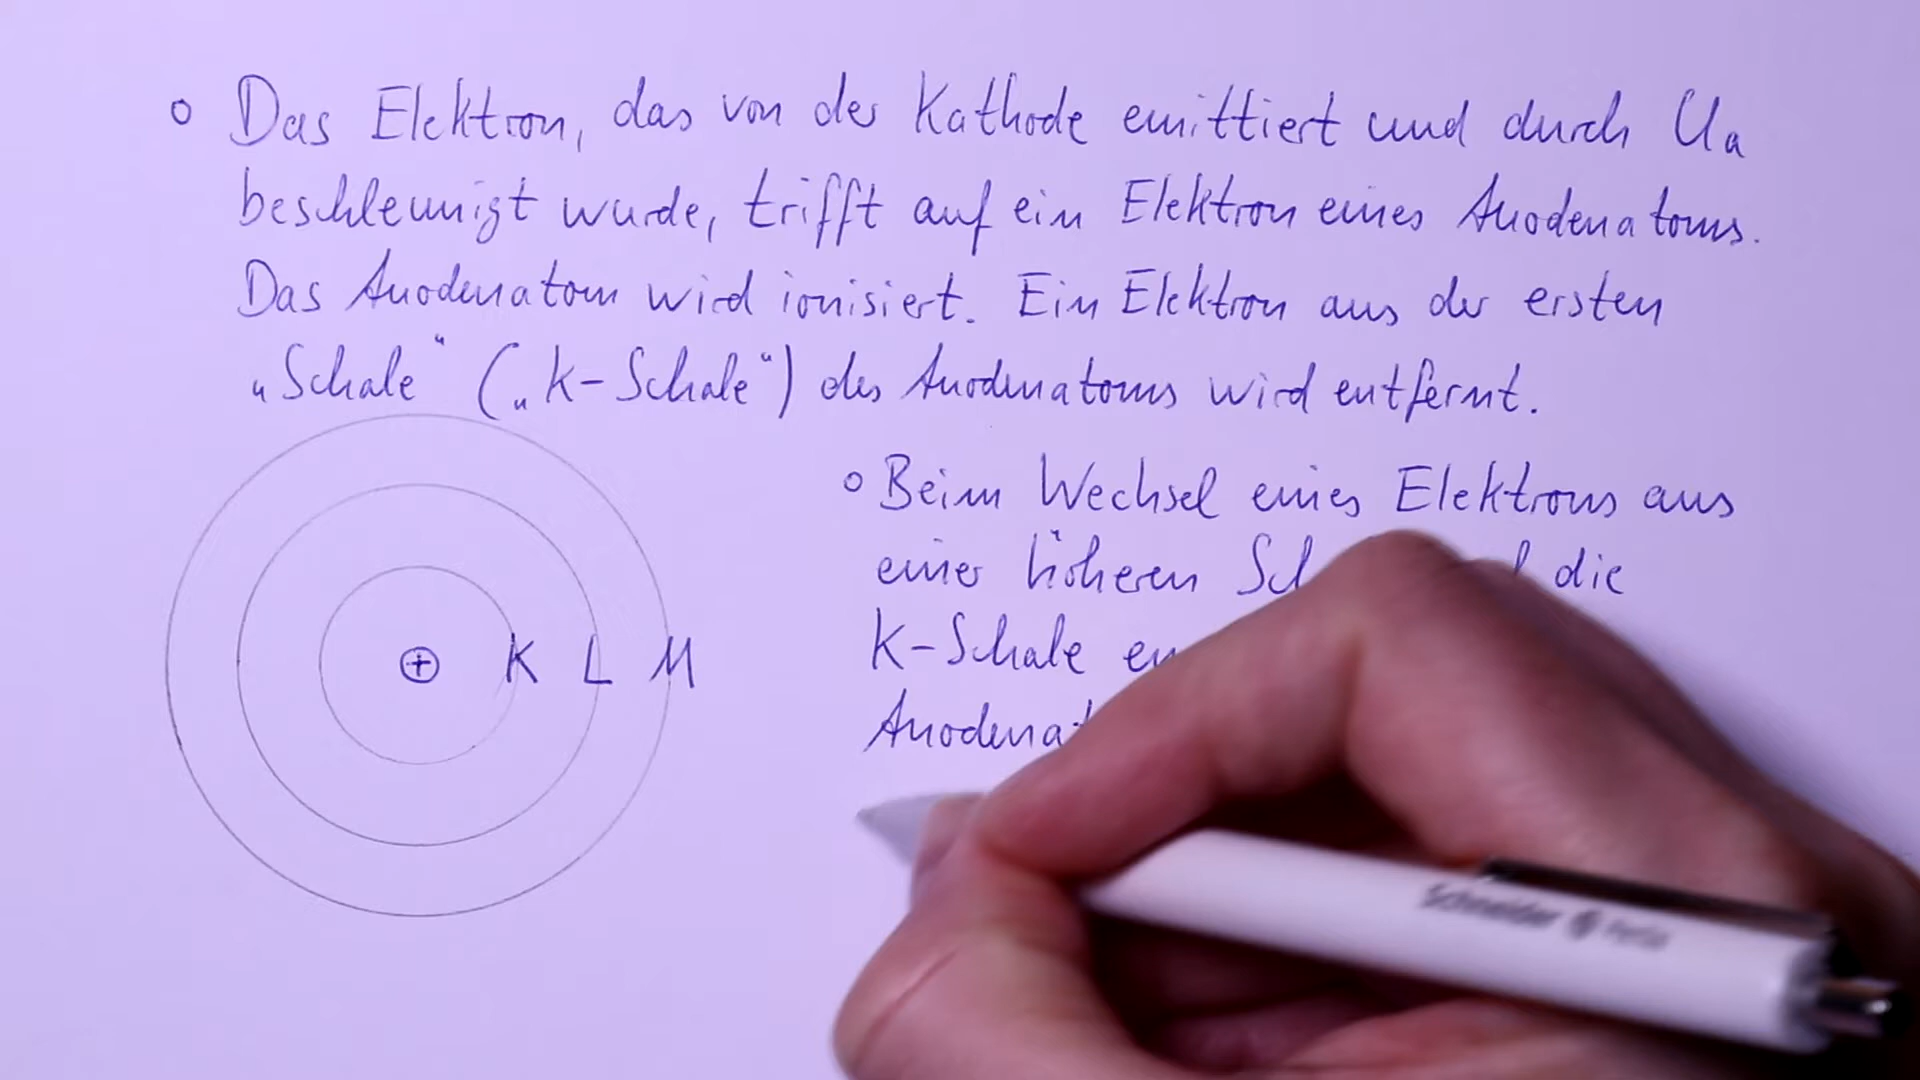 Das Elektron, das von der Kathode emittiert und durch Ua
beschleunigt wurde, trifft auf ein Elektron eines Anodenatoms.
Das Anodenatom wird ionisiert. Ein Elektron aus der ersten
„Schale“ („K-Schale“) des Anodenatoms wird entfernt.
Beim Wechsel eines Elektrons aus
einer höheren die
K-Schale
K L M
+
Schneider